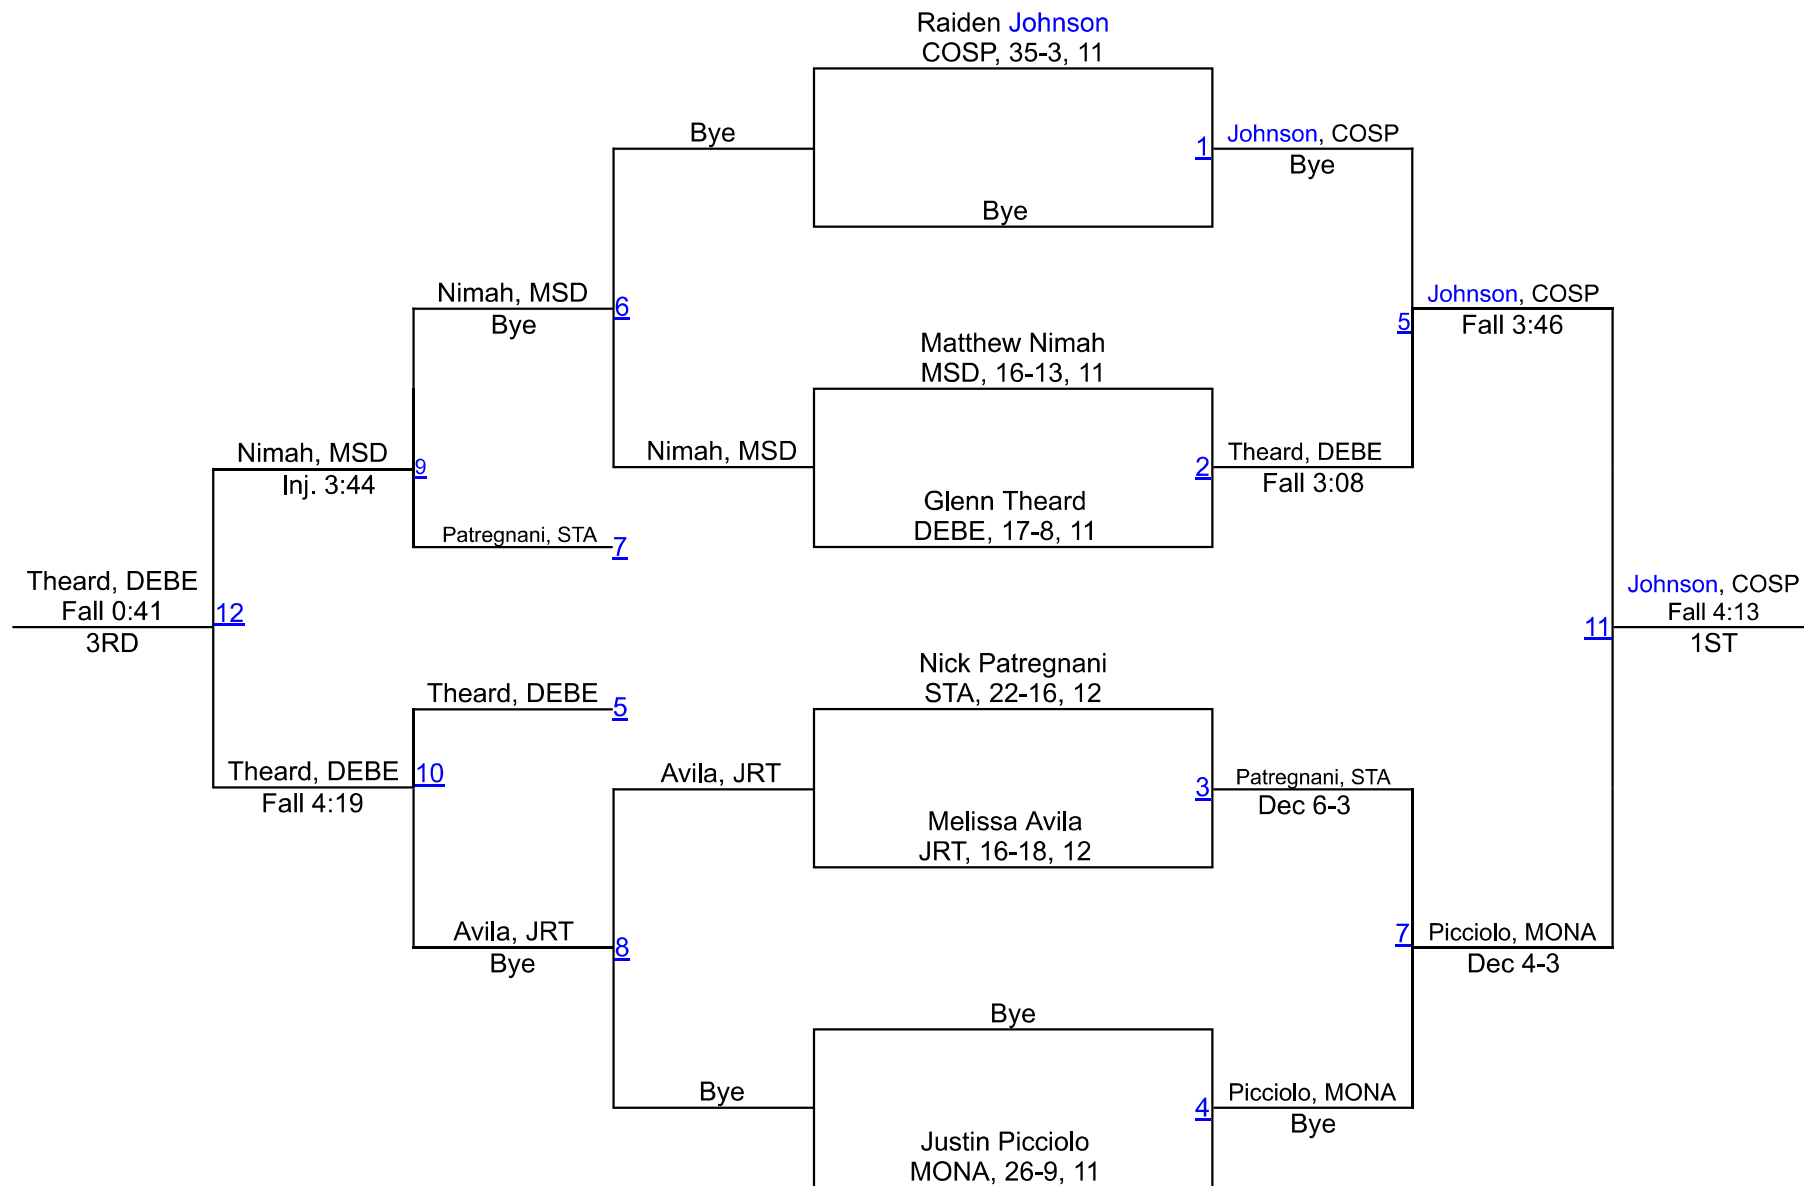 Raiden Johnson
COSP, 35-3, 11
Bye
1
Johnson, COSP
Bye
Bye
Nimah, MSD
Bye
6
Johnson, COSP
Fall 3:46
5
Matthew Nimah
MSD, 16-13, 11
Nimah, MSD
Inj. 3:44
9
Nimah, MSD
2
Theard, DEBE
Fall 3:08
Glenn Theard
DEBE, 17-8, 11
Patregnani, STA
7
Theard, DEBE
Fall 0:41
3RD
12
Johnson, COSP
Fall 4:13
1ST
11
Nick Patregnani
STA, 22-16, 12
Theard, DEBE
5
Theard, DEBE
Fall 4:19
10
Avila, JRT
3
Patregnani, STA
Dec 6-3
Melissa Avila
JRT, 16-18, 12
Avila, JRT
Bye
8
7
Picciolo, MONA
Dec 4-3
Bye
Bye
4
Picciolo, MONA
Bye
Justin Picciolo
MONA, 26-9, 11